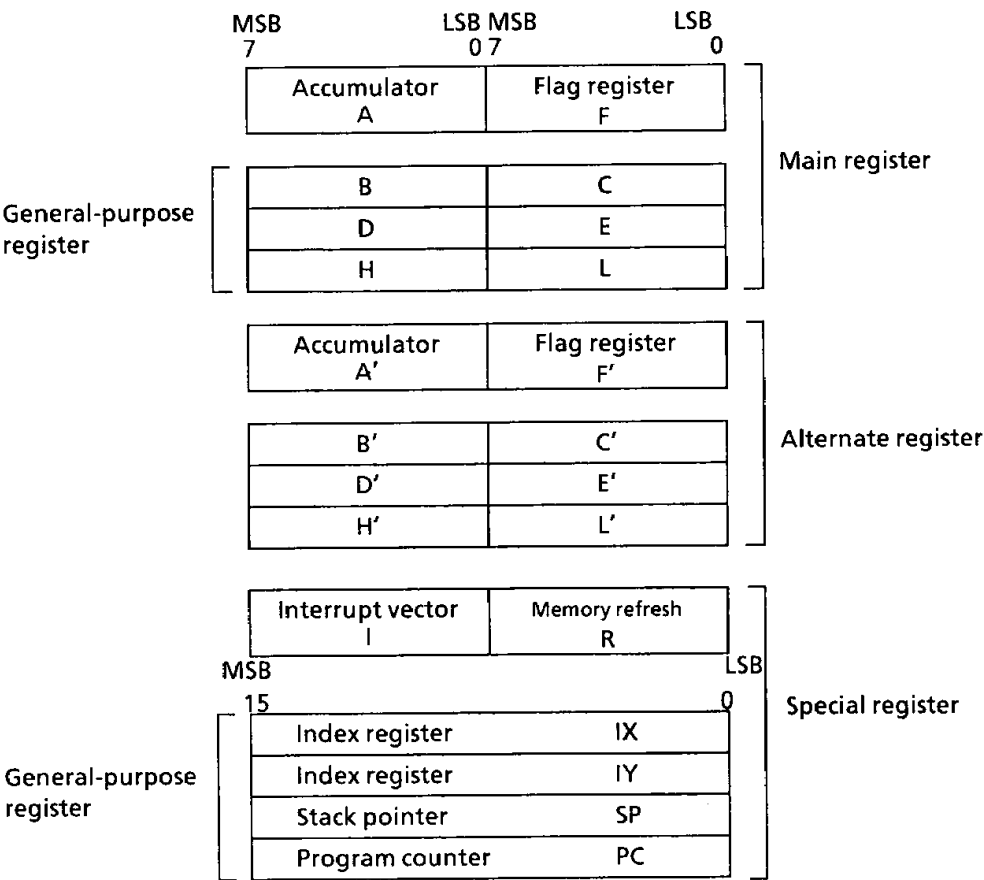 MSB LSB MSB LSB
7 0 7 0
Accumulator Flag register
A F
Main register
B C
General-purpose
register
D E
H L
Accumulator Flag register
A′ F′
B′ C′
Alternate register
D′ E′
H′ L′
Interrupt vector Memory refresh
I R
MSB LSB
15 0
Special register
Index register IX
General-purpose
register
Index register IY
Stack pointer SP
Program counter PC